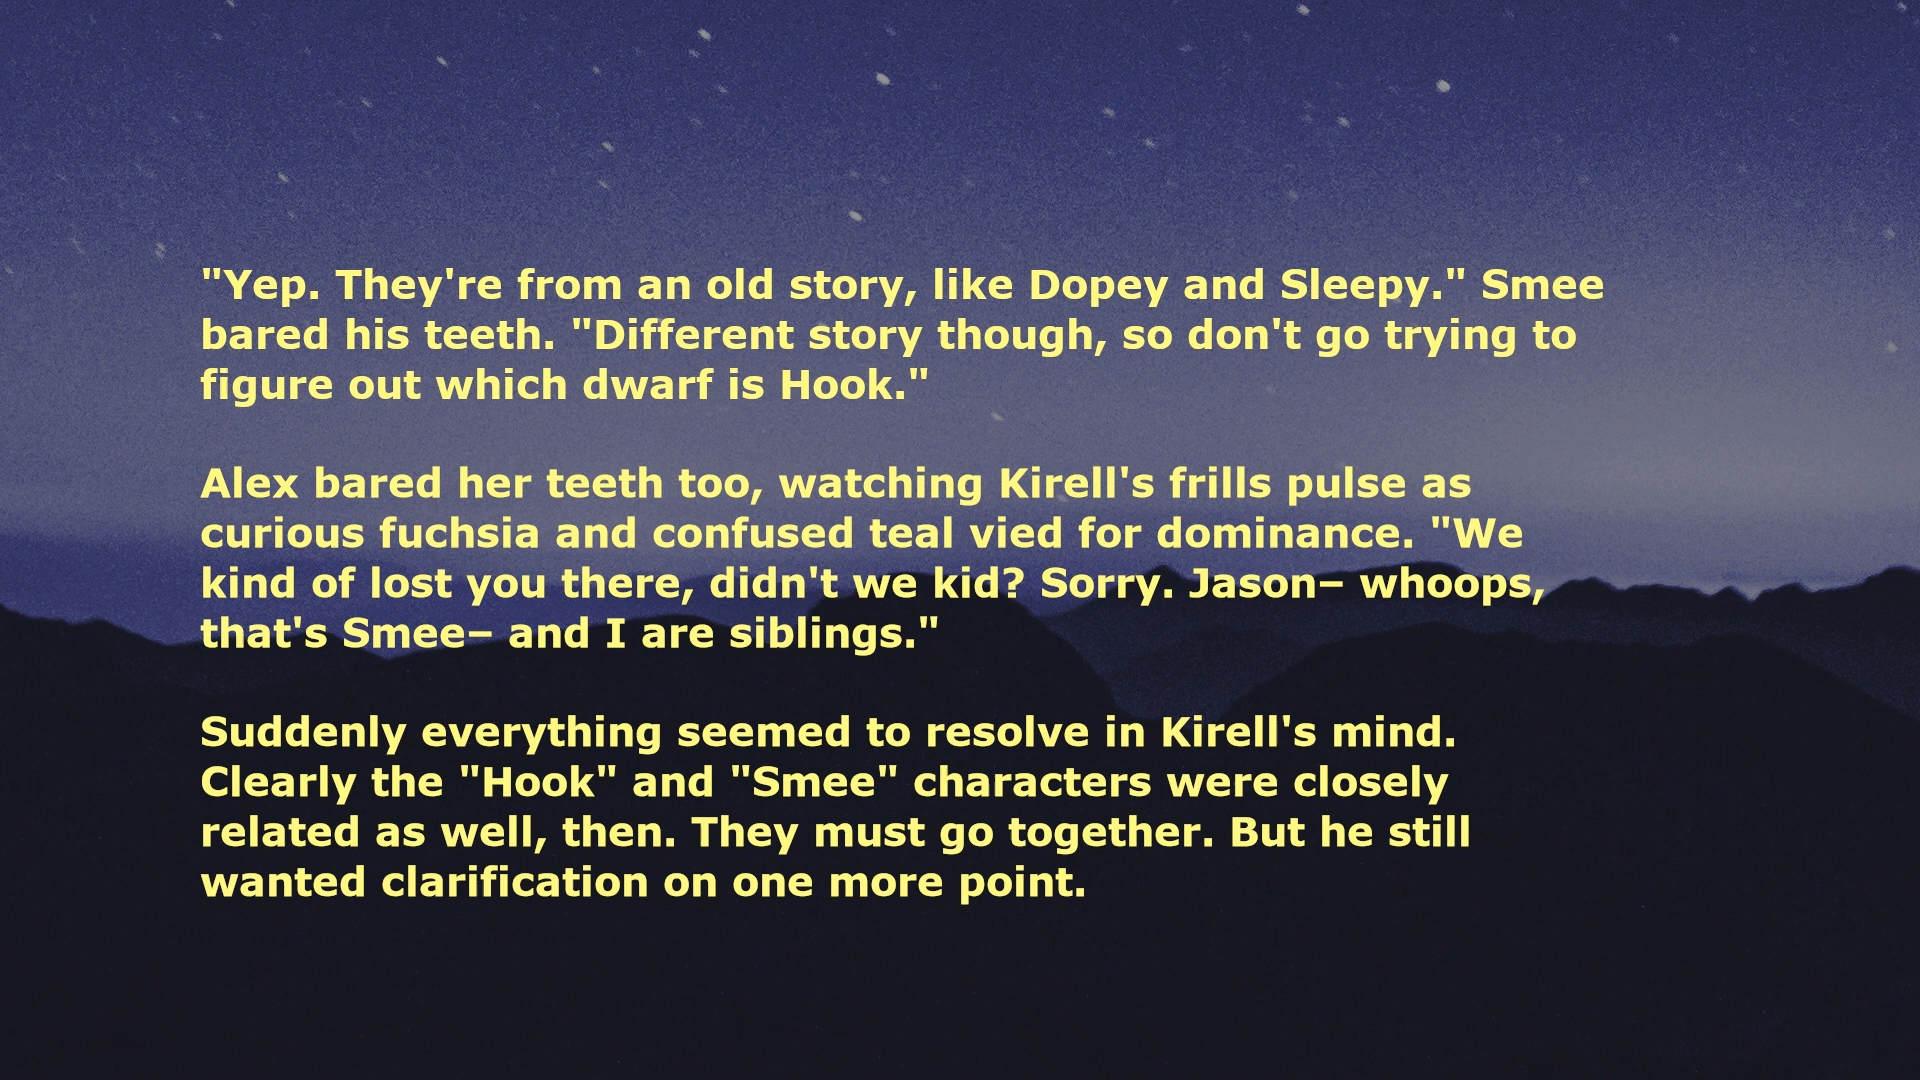 "Yep. They're from an old story, like Dopey and Sleepy." Smee
bared his teeth. "Different story though, so don't go trying to
figure out which dwarf is Hook."
Alex bared her teeth too, watching Kirell's frills pulse as
curious fuchsia and confused teal vied for dominance. "We
kind of lost you there, didn't we kid? Sorry. Jason– whoops,
that's Smee– and I are siblings."
Suddenly everything seemed to resolve in Kirell's mind.
Clearly the "Hook" and "Smee" characters were closely
related as well, then. They must go together. But he still
wanted clarification on one more point.